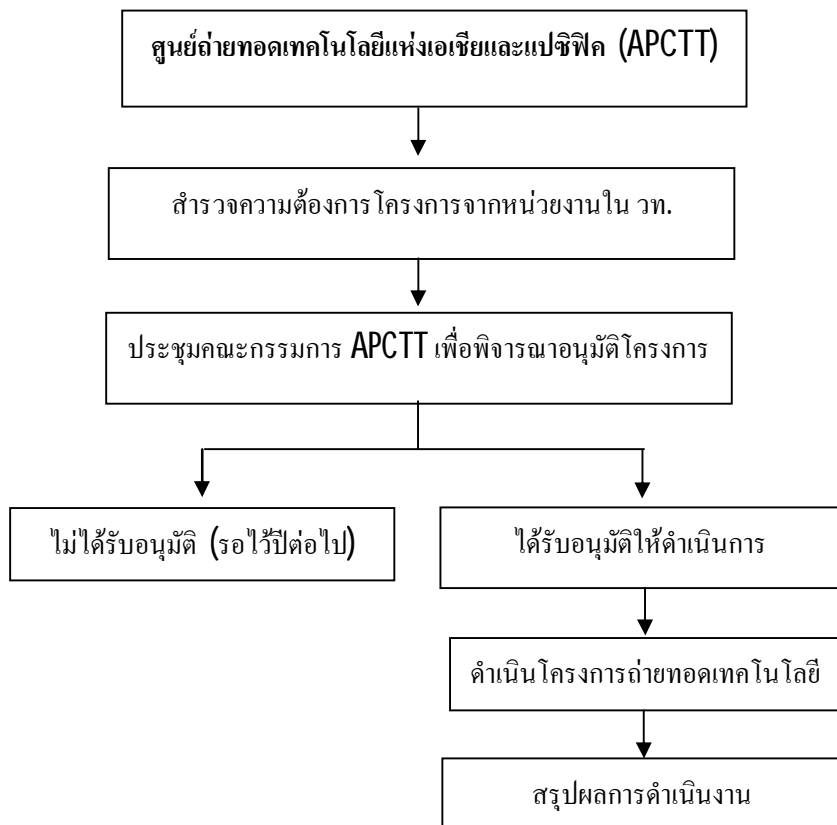 ศูนย์ถ่ายทอดเทคโนโลยีแห่งเอเชียและแปซิฟิค (APCTT)
สำรวจความต้องการโครงการจากหน่วยงานใน วท.
ประชุมคณะกรรมการ APCTT เพื่อพิจารณาอนุมัติโครงการ
ไม่ได้รับอนุมัติ (รอไว้ปีต่อไป)
ได้รับอนุมัติให้ดำเนินการ
ดำเนินโครงการถ่ายทอดเทคโนโลยี
สรุปผลการดำเนินงาน